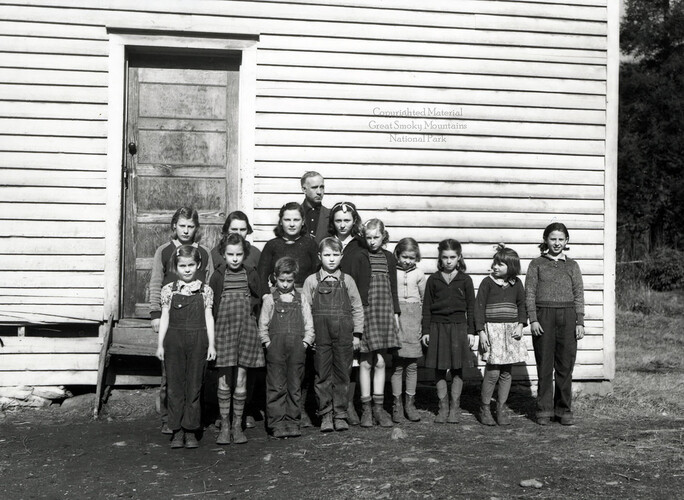 Copyrighted Material
Great Smoky Mountains
National Park